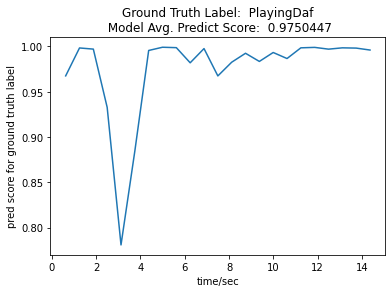 Ground Truth Label:  PlayingDaf
Model Avg. Predict Score:  0.9750447
pred score for ground truth label
1.00
0.95
0.90
0.85
0.80
0 2 4 6 8 10 12 14
time/sec